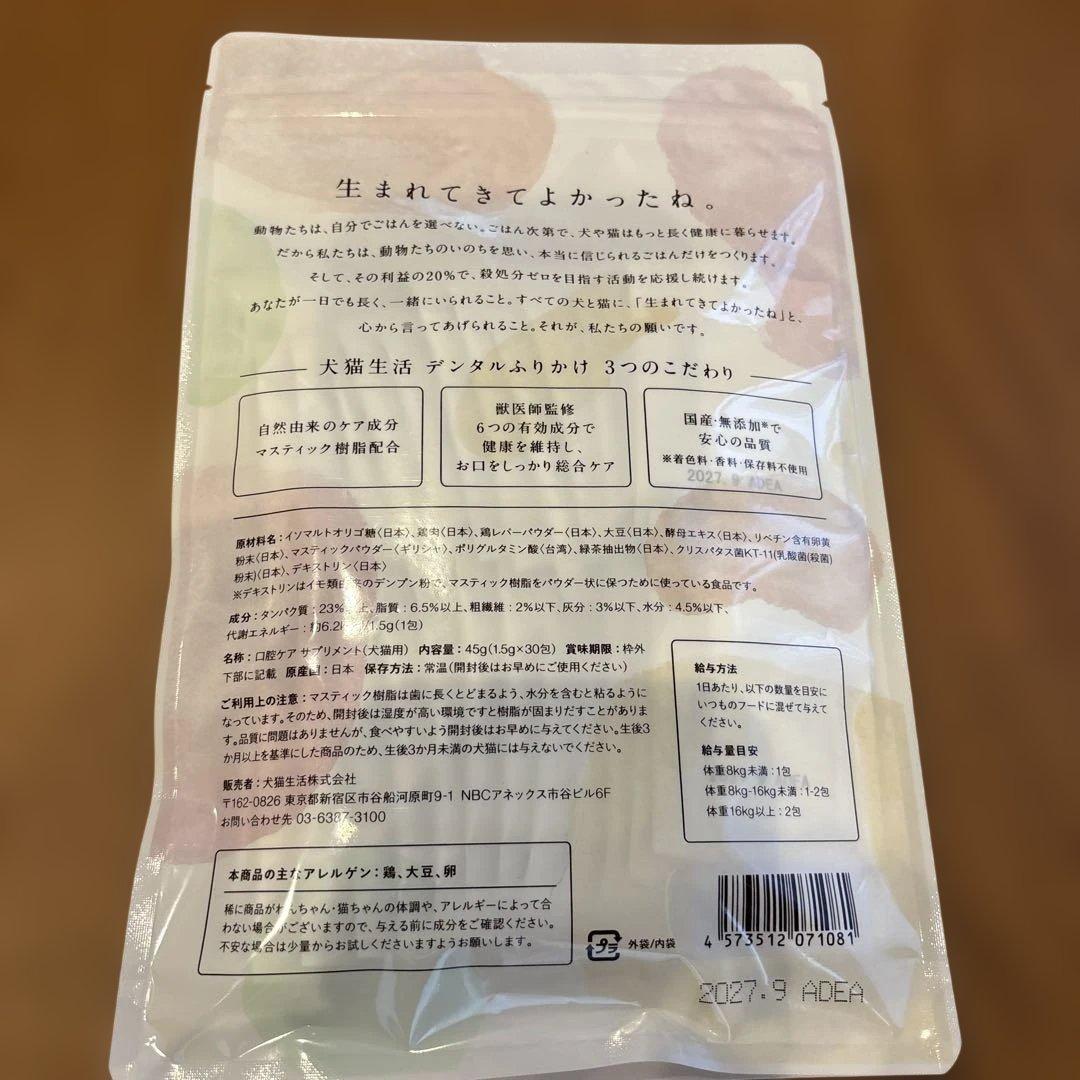 生まれてきてよかったね。
動物たちは、自分でごはんを選べない。ごはん次第で、犬や猫はもっと長く健康に暮らせます。
だから私たちは、動物たちのいのちを思い、本当に信じられるごはんだけをつくります。
そして、その利益の20%で、殺処分ゼロを目指す活動を応援し続けます。
あなたが一日でも長く、一緒にいられること。すべての犬と猫に、「生まれてきてよかったね」と、
心から言ってあげられること。それが、私たちの願いです。
犬猫生活 デンタルふりかけ 3つのこだわり
自然由来のケア成分
マスティック樹脂配合
獣医師監修
6つの有効成分で
健康を維持し、
お口をしっかり総合ケア
国産・無添加※で
安心の品質
※着色料・香料・保存料不使用
2027.9 ADEA
原材料名：イソマルトオリゴ糖〈日本〉、鶏肉〈日本〉、鶏レバーパウダー〈日本〉、大豆〈日本〉、酵母エキス〈日本〉、リベチン含有卵黄
粉末〈日本〉、マスティックパウダー〈ギリシャ〉、ポリグルタミン酸〈台湾〉、緑茶抽出物〈日本〉、クリスパタス菌KT-11(乳酸菌(殺菌)
粉末)〈日本〉、デキストリン〈日本〉
※デキストリンはイモ類由来のデンプン粉で、マスティック樹脂をパウダー状に保つために使っている食品です。
成分：タンパク質：23%以上、脂質：6.5%以上、粗繊維：2%以下、灰分：3%以下、水分：4.5%以下、
代謝エネルギー：約6.2k /1.5g(1包)
名称：口腔ケア サプリメント(犬猫用) 内容量：45g(1.5g×30包) 賞味期限：枠外
下部に記載 原産国：日本 保存方法：常温(開封後はお早めにご使用ください)
ご利用上の注意：マスティック樹脂は歯に長くとどまるよう、水分を含むと粘るように
なっています。そのため、開封後は湿度が高い環境ですと樹脂が固まりだすことがありま
す。品質に問題はありませんが、食べやすいよう開封後はお早めに与えてください。生後3
か月以上を基準にした商品のため、生後3か月未満の犬猫には与えないでください。
販売者：犬猫生活株式会社
〒162-0826 東京都新宿区市谷船河原町9-1 NBCアネックス市谷ビル6F
お問い合わせ先 03-6387-3100
給与方法
1日あたり、以下の数量を目安に
いつものフードに混ぜて与えて
ください。
給与量目安
体重8kg未満：1包
体重8kg-16kg未満：1-2包
体重16kg以上：2包
本商品の主なアレルゲン：鶏、大豆、卵
稀に商品がわんちゃん・猫ちゃんの体調や、アレルギーによって合
わない場合がございますので、与える前に成分をご確認ください。
不安な場合は少量からお試しくださいますようお願いします。
プラ 外袋/内袋
4 573512 071081
2027.9 ADEA